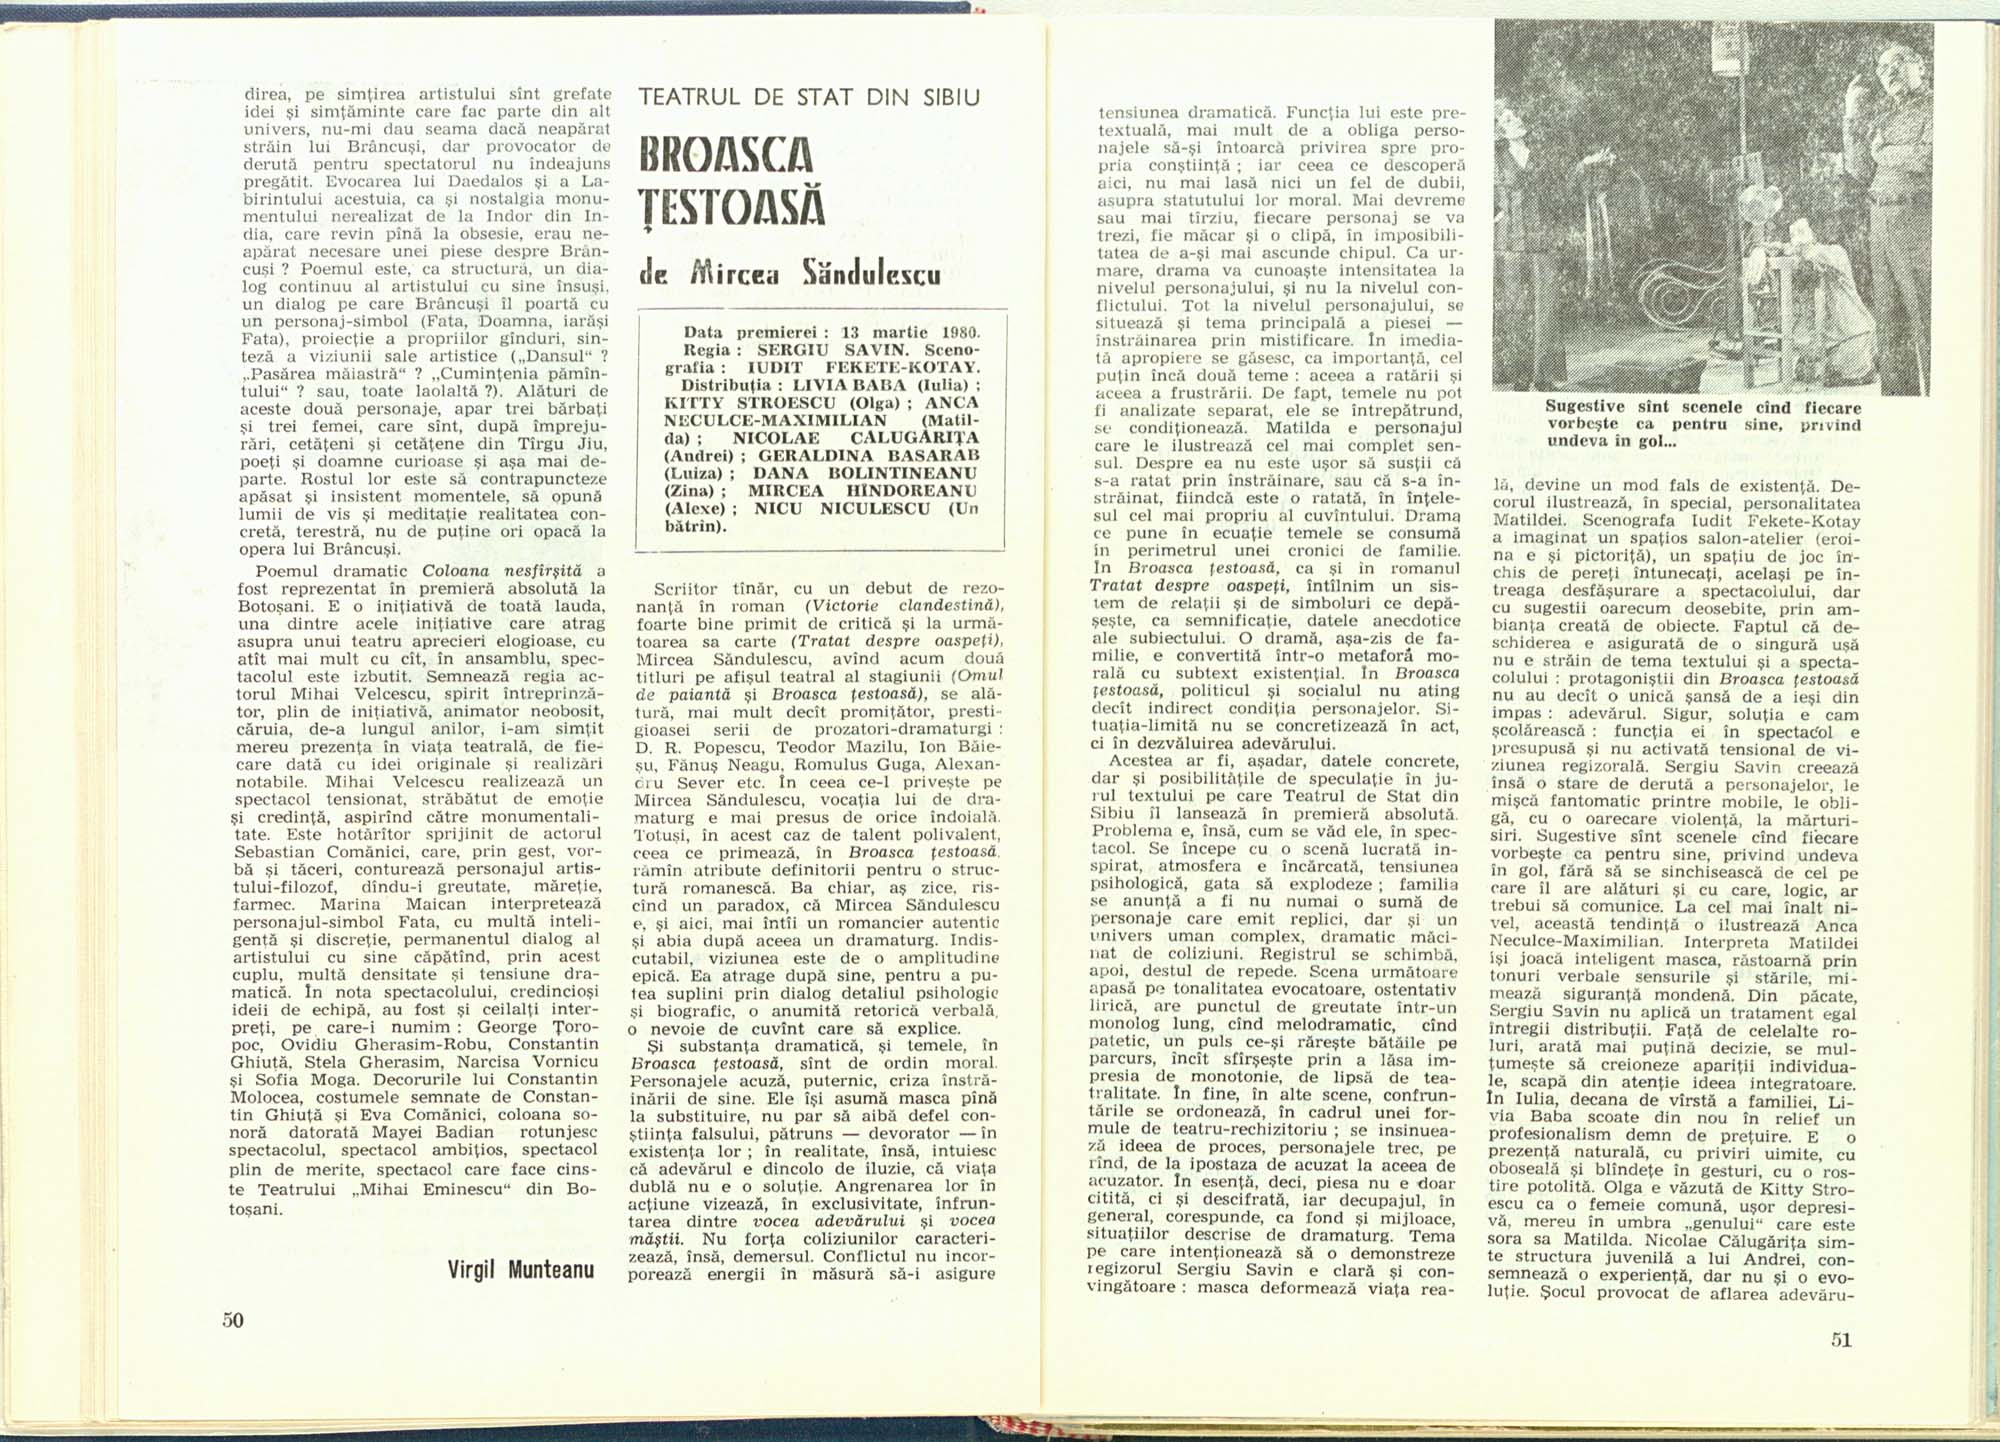 direa, pe simțirea artistului sînt grefate
idei și simțăminte care fac parte din alt
univers, nu-mi dau seama dacă neapărat
străin lui Brâncuși, dar provocator de
derută pentru spectatorul nu îndeajuns
pregătit. Evocarea lui Daedalos și a La-
birintului acestuia, ca și nostalgia monu-
mentului nerealizat de la Indor din In-
dia, care revin pînă la obsesie, erau ne-
apărat necesare unei piese despre Brân-
cuși ? Poemul este, ca structură, un dia-
log continuu al artistului cu sine însuși,
un dialog pe care Brâncuși îl poartă cu
un personaj-simbol (Fata, Doamna, iarăși
Fata), proiecție a propriilor gînduri, sin-
teză a viziunii sale artistice („Dansul“ ?
„Pasărea măiastră“ ? „Cumințenia pămîn-
tului“ ? sau, toate laolaltă ?). Alături de
aceste două personaje, apar trei bărbați
și trei femei, care sînt, după împreju-
rări, cetățeni și cetățene din Tîrgu Jiu,
poeți și doamne curioase și așa mai de-
parte. Rostul lor este să contrapuncteze
apăsat și insistent momentele, să opună
lumii de vis și meditație realitatea con-
cretă, terestră, nu de puține ori opacă la
opera lui Brâncuși.
Poemul dramatic Coloana nesfîrșită a
fost reprezentat în premieră absolută la
Botoșani. E o inițiativă de toată lauda,
una dintre acele inițiative care atrag
asupra unui teatru aprecieri elogioase, cu
atît mai mult cu cît, în ansamblu, spec-
tacolul este izbutit. Semnează regia ac-
torul Mihai Velcescu, spirit întreprinză-
tor, plin de inițiativă, animator neobosit,
căruia, de-a lungul anilor, i-am simțit
mereu prezența în viața teatrală, de fie-
care dată cu idei originale și realizări
notabile. Mihai Velcescu realizează un
spectacol tensionat, străbătut de emoție
și credință, aspirînd către monumentali-
tate. Este hotărîtor sprijinit de actorul
Sebastian Comănici, care, prin gest, vor-
bă și tăceri, conturează personajul artis-
tului-filozof, dîndu-i greutate, măreție,
farmec. Marina Maican interpretează
personajul-simbol Fata, cu multă inteli-
gență și discreție, permanentul dialog al
artistului cu sine căpătînd, prin acest
cuplu, multă densitate și tensiune dra-
matică. În nota spectacolului, credincioși
ideii de echipă, au fost și ceilalți inter-
preți, pe care-i numim : George Țoro-
poc, Ovidiu Gherasim-Robu, Constantin
Ghiuță, Stela Gherasim, Narcisa Vornicu
și Sofia Moga. Decorurile lui Constantin
Molocea, costumele semnate de Constan-
tin Ghiuță și Eva Comănici, coloana so-
noră datorată Mayei Badian rotunjesc
spectacolul, spectacol ambițios, spectacol
plin de merite, spectacol care face cins-
te Teatrului „Mihai Eminescu“ din Bo-
toșani.
Virgil Munteanu
50
TEATRUL DE STAT DIN SIBIU
BROASCA
ȚESTOASĂ
de Mircea Săndulescu
Data premierei : 13 martie 1980.
Regia : SERGIU SAVIN. Sceno-
grafia : IUDIT FEKETE-KOTAY.
Distribuția : LIVIA BABA (Iulia) ;
KITTY STROESCU (Olga) ; ANCA
NECULCE-MAXIMILIAN (Matil-
da) ; NICOLAE CĂLUGĂRIȚA
(Andrei) ; GERALDINA BASARAB
(Luiza) ; DANA BOLINTINEANU
(Zina) ; MIRCEA HÎNDOREANU
(Alexe) ; NICU NICULESCU (Un
bătrîn).
Scriitor tînăr, cu un debut de rezo-
nanță în roman (Victorie clandestină),
foarte bine primit de critică și la urmă-
toarea sa carte (Tratat despre oaspeți),
Mircea Săndulescu, avînd acum două
titluri pe afișul teatral al stagiunii (Omul
de paiantă și Broasca țestoasă), se ală-
tură, mai mult decît promițător, presti-
gioasei serii de prozatori-dramaturgi :
D. R. Popescu, Teodor Mazilu, Ion Băie-
șu, Fănuș Neagu, Romulus Guga, Alexan-
dru Sever etc. În ceea ce-l privește pe
Mircea Săndulescu, vocația lui de dra-
maturg e mai presus de orice îndoială.
Totuși, în acest caz de talent polivalent,
ceea ce primează, în Broasca țestoasă,
rămîn atribute definitorii pentru o struc-
tură romanescă. Ba chiar, aș zice, ris-
cînd un paradox, că Mircea Săndulescu
e, și aici, mai întîi un romancier autentic
și abia după aceea un dramaturg. Indis-
cutabil, viziunea este de o amplitudine
epică. Ea atrage după sine, pentru a pu-
tea suplini prin dialog detaliul psihologic
și biografic, o anumită retorică verbală,
o nevoie de cuvînt care să explice.
Și substanța dramatică, și temele, în
Broasca țestoasă, sînt de ordin moral.
Personajele acuză, puternic, criza înstră-
inării de sine. Ele își asumă masca pînă
la substituire, nu par să aibă defel con-
știința falsului, pătruns — devorator — în
existența lor ; în realitate, însă, intuiesc
că adevărul e dincolo de iluzie, că viața
dublă nu e o soluție. Angrenarea lor în
acțiune vizează, în exclusivitate, înfrun-
tarea dintre vocea adevărului și vocea
măștii. Nu forța coliziunilor caracteri-
zează, însă, demersul. Conflictul nu incor-
porează energii în măsură să-i asigure
tensiunea dramatică. Funcția lui este pre-
textuală, mai mult de a obliga perso-
najele să-și întoarcă privirea spre pro-
pria conștiință ; iar ceea ce descoperă
aici, nu mai lasă nici un fel de dubii,
asupra statutului lor moral. Mai devreme
sau mai tîrziu, fiecare personaj se va
trezi, fie măcar și o clipă, în imposibili-
tatea de a-și mai ascunde chipul. Ca ur-
mare, drama va cunoaște intensitatea la
nivelul personajului, și nu la nivelul con-
flictului. Tot la nivelul personajului, se
situează și tema principală a piesei —
înstrăinarea prin mistificare. În imedia-
tă apropiere se găsesc, ca importanță, cel
puțin încă două teme : aceea a ratării și
aceea a frustrării. De fapt, temele nu pot
fi analizate separat, ele se întrepătrund,
se condiționează. Matilda e personajul
care le ilustrează cel mai complet sen-
sul. Despre ea nu este ușor să susții că
s-a ratat prin înstrăinare, sau că s-a în-
străinat, fiindcă este o ratată, în înțele-
sul cel mai propriu al cuvîntului. Drama
ce pune în ecuație temele se consumă
în perimetrul unei cronici de familie.
În Broasca țestoasă, ca și în romanul
Tratat despre oaspeți, întîlnim un sis-
tem de relații și de simboluri ce depă-
șește, ca semnificație, datele anecdotice
ale subiectului. O dramă, așa-zis de fa-
milie, e convertită într-o metaforă mo-
rală cu subtext existențial. În Broasca
țestoasă, politicul și socialul nu ating
decît indirect condiția personajelor. Si-
tuația-limită nu se concretizează în act,
ci în dezvăluirea adevărului.
Acestea ar fi, așadar, datele concrete,
dar și posibilitățile de speculație în ju-
rul textului pe care Teatrul de Stat din
Sibiu îl lansează în premieră absolută.
Problema e, însă, cum se văd ele, în spec-
tacol. Se începe cu o scenă lucrată in-
spirat, atmosfera e încărcată, tensiunea
psihologică, gata să explodeze ; familia
se anunță a fi nu numai o sumă de
personaje care emit replici, dar și un
univers uman complex, dramatic măci-
nat de coliziuni. Registrul se schimbă,
apoi, destul de repede. Scena următoare
apasă pe tonalitatea evocatoare, ostentativ
lirică, are punctul de greutate într-un
monolog lung, cînd melodramatic, cînd
patetic, un puls ce-și rărește bătăile pe
parcurs, încît sfîrșește prin a lăsa im-
presia de monotonie, de lipsă de tea-
tralitate. În fine, în alte scene, confrun-
tările se ordonează, în cadrul unei for-
mule de teatru-rechizitoriu ; se insinuea-
ză ideea de proces, personajele trec, pe
rînd, de la ipostaza de acuzat la aceea de
acuzator. În esență, deci, piesa nu e doar
citită, ci și descifrată, iar decupajul, în
general, corespunde, ca fond și mijloace,
situațiilor descrise de dramaturg. Tema
pe care intenționează să o demonstreze
regizorul Sergiu Savin e clară și con-
vingătoare : masca deformează viața rea-
Sugestive sînt scenele cînd fiecare
vorbește ca pentru sine, privind
undeva în gol...
lă, devine un mod fals de existență. De-
corul ilustrează, în special, personalitatea
Matildei. Scenografa Iudit Fekete-Kotay
a imaginat un spațios salon-atelier (eroi-
na e și pictoriță), un spațiu de joc în-
chis de pereți întunecați, același pe în-
treaga desfășurare a spectacolului, dar
cu sugestii oarecum deosebite, prin am-
bianța creată de obiecte. Faptul că de-
schiderea e asigurată de o singură ușă
nu e străin de tema textului și a specta-
colului : protagoniștii din Broasca țestoasă
nu au decît o unică șansă de a ieși din
impas : adevărul. Sigur, soluția e cam
școlărească : funcția ei în spectacol e
presupusă și nu activată tensional de vi-
ziunea regizorală. Sergiu Savin creează
însă o stare de derută a personajelor, le
mișcă fantomatic printre mobile, le obli-
gă, cu o oarecare violență, la mărturi-
siri. Sugestive sînt scenele cînd fiecare
vorbește ca pentru sine, privind undeva
în gol, fără să se sinchisească de cel pe
care îl are alături și cu care, logic, ar
trebui să comunice. La cel mai înalt ni-
vel, această tendință o ilustrează Anca
Neculce-Maximilian. Interpreta Matildei
își joacă inteligent masca, răstoarnă prin
tonuri verbale sensurile și stările, mi-
mează siguranță mondenă. Din păcate,
Sergiu Savin nu aplică un tratament egal
întregii distribuții. Față de celelalte ro-
luri, arată mai puțină decizie, se mul-
țumește să creioneze apariții individua-
le, scapă din atenție ideea integratoare.
În Iulia, decana de vîrstă a familiei, Li-
via Baba scoate din nou în relief un
profesionalism demn de prețuire. E o
prezență naturală, cu priviri uimite, cu
oboseală și blîndețe în gesturi, cu o ros-
tire potolită. Olga e văzută de Kitty Stro-
escu ca o femeie comună, ușor depresi-
vă, mereu în umbra „genului“ care este
sora sa Matilda. Nicolae Călugărița sim-
te structura juvenilă a lui Andrei, con-
semnează o experiență, dar nu și o evo-
luție. Șocul provocat de aflarea adevăru-
51